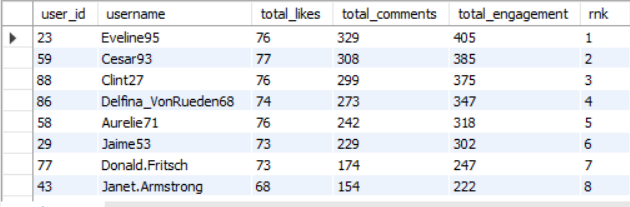 user_id username total_likes total_comments total_engagement rnk
23 Eveline95 76 329 405 1
59 Cesar93 77 308 385 2
88 Clint27 76 299 375 3
86 Delfina_VonRueden68 74 273 347 4
58 Aurelie71 76 242 318 5
29 Jaime53 73 229 302 6
77 Donald.Fritsch 73 174 247 7
43 Janet.Armstrong 68 154 222 8